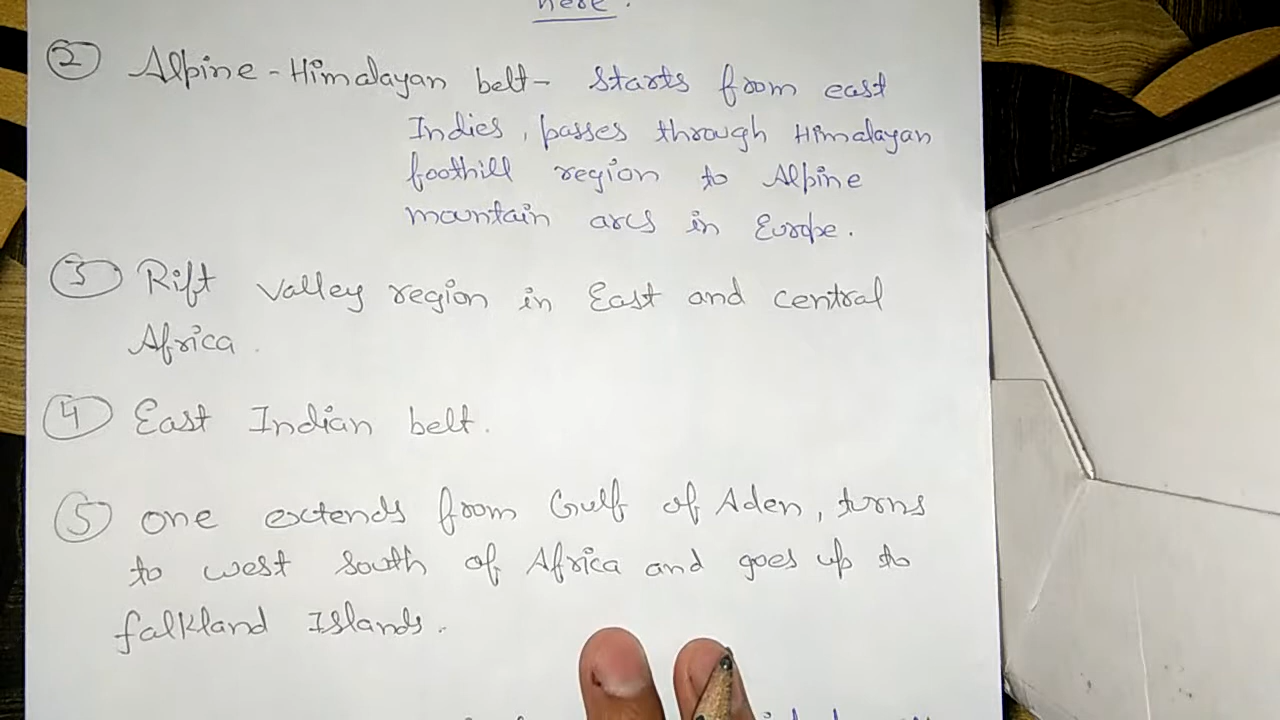 here.
② Alpine-Himalayan belt- Starts from east
Indies, passes through Himalayan
foothill region to Alpine
mountain arcs in Europe.
③ Rift valley region in East and central
Africa.
④ East Indian belt.
⑤ one extends from Gulf of Aden, turns
to west south of Africa and goes up to
falkland Islands.